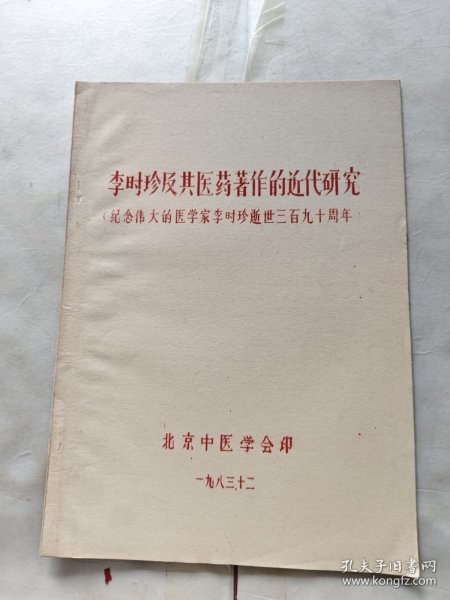 李时珍及其医药著作的近代研究
（纪念伟大的医学家李时珍逝世三百九十周年
北京中医学会印
一九八三.十二
孔夫子旧书网
www.kongfz.com